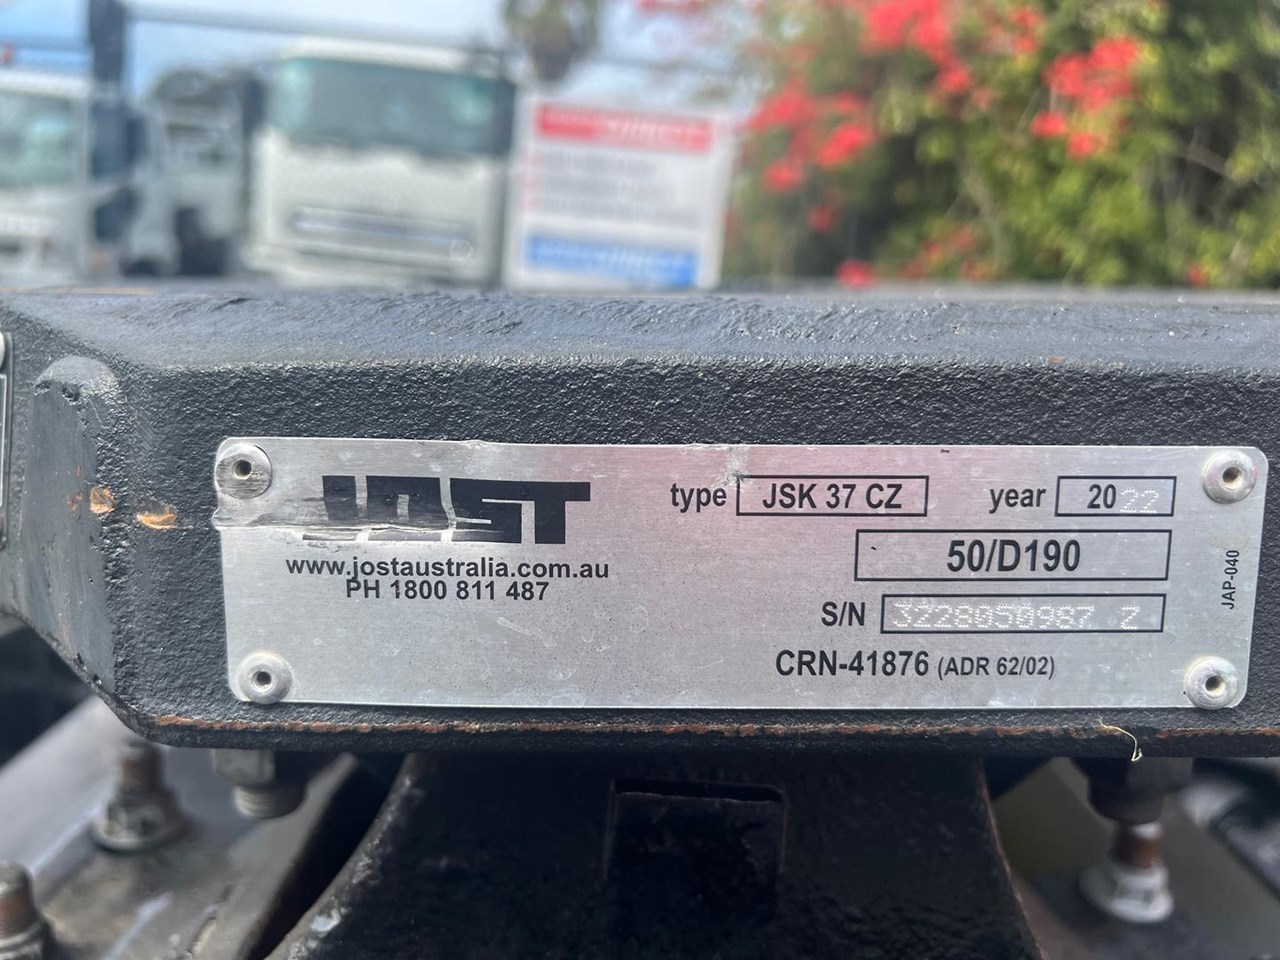 JOST
www.jostaustralia.com.au
PH 1800 811 487
type JSK 37 CZ year 2022
50/D190
S/N 3228050987 Z
CRN-41876 (ADR 62/02)
JAP-040